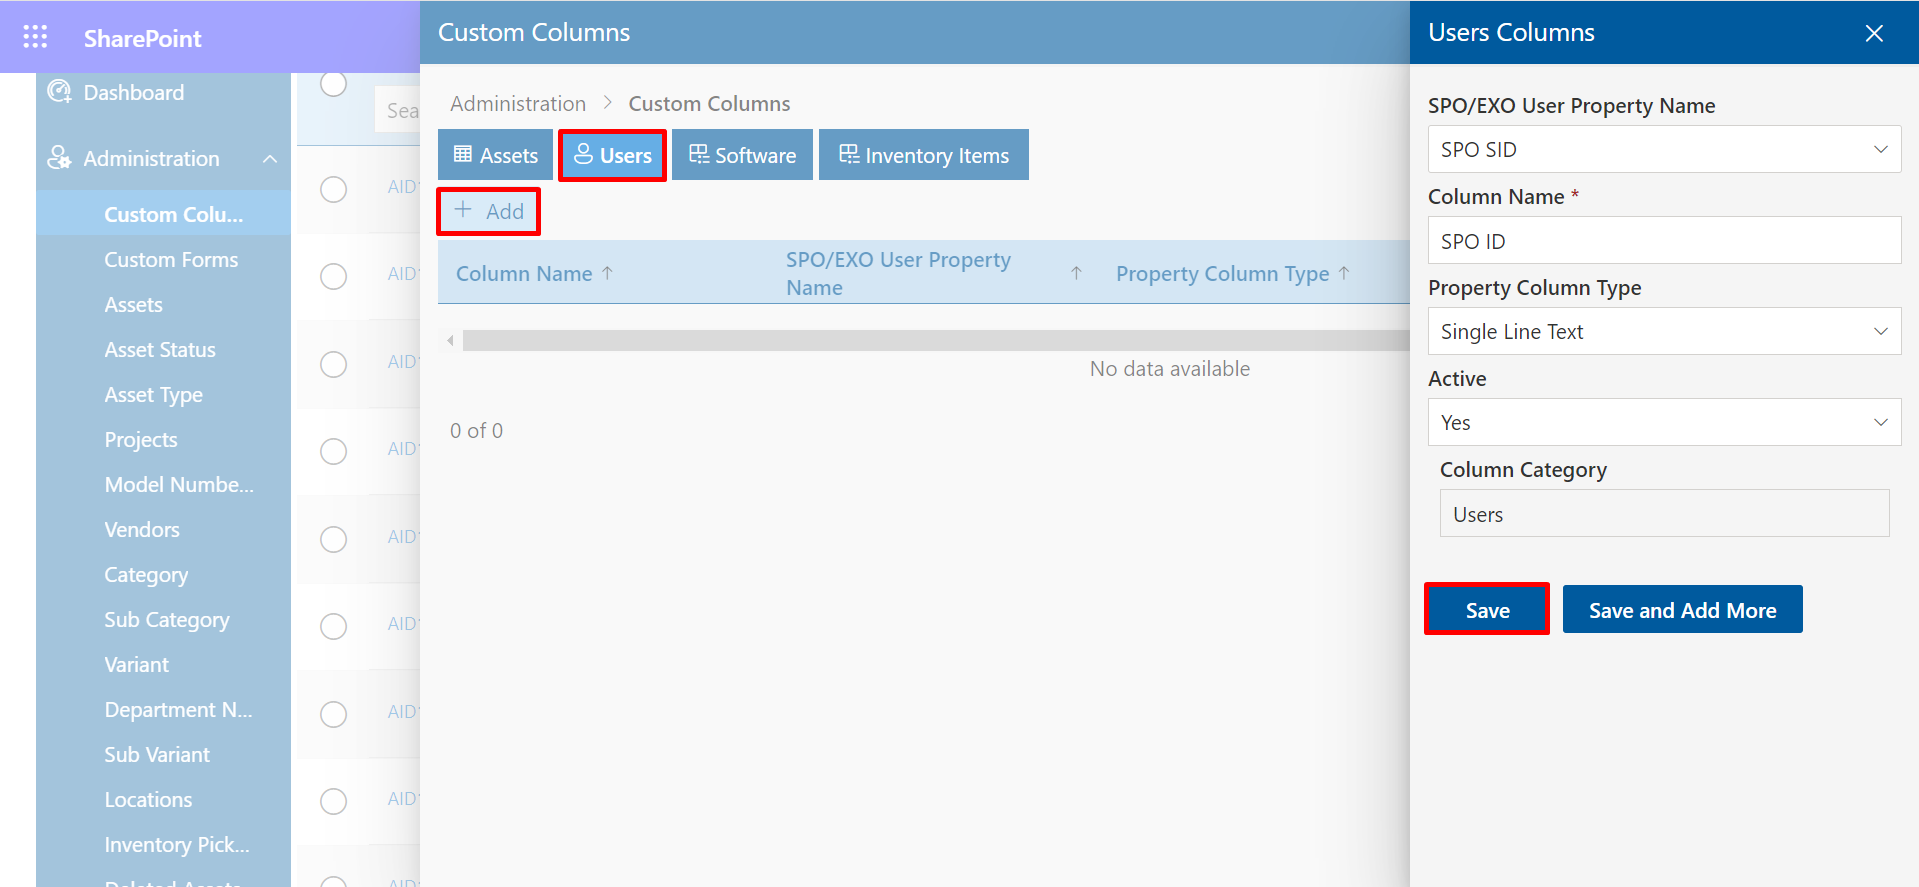 SharePoint
Dashboard
Administration
Custom Colu...
Custom Forms
Assets
Asset Status
Asset Type
Projects
Model Numbe...
Vendors
Category
Sub Category
Variant
Department N...
Sub Variant
Locations
Inventory Pick...
Related Assets
Sea
AID
AID
AID
AID
AID
AID
AID
AID
AID
Custom Columns
Administration > Custom Columns
Assets
Users
Software
Inventory Items
+ Add
Column Name ↑
SPO/EXO User Property
Name ↑
Property Column Type ↑
No data available
0 of 0
Users Columns
SPO/EXO User Property Name
SPO SID
Column Name *
SPO ID
Property Column Type
Single Line Text
Active
Yes
Column Category
Users
Save
Save and Add More